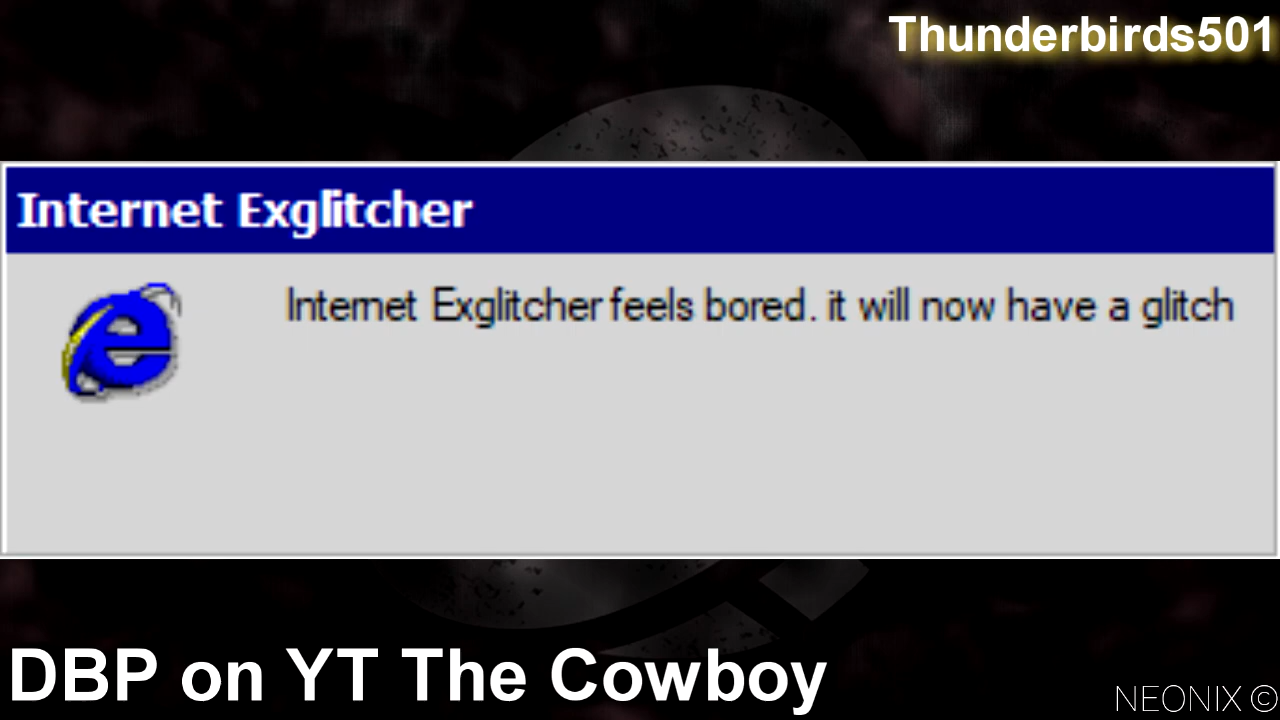 Thunderbirds501
Internet Exglitcher
Internet Exglitcher feels bored. it will now have a glitch
DBP on YT The Cowboy
NEONIX ©